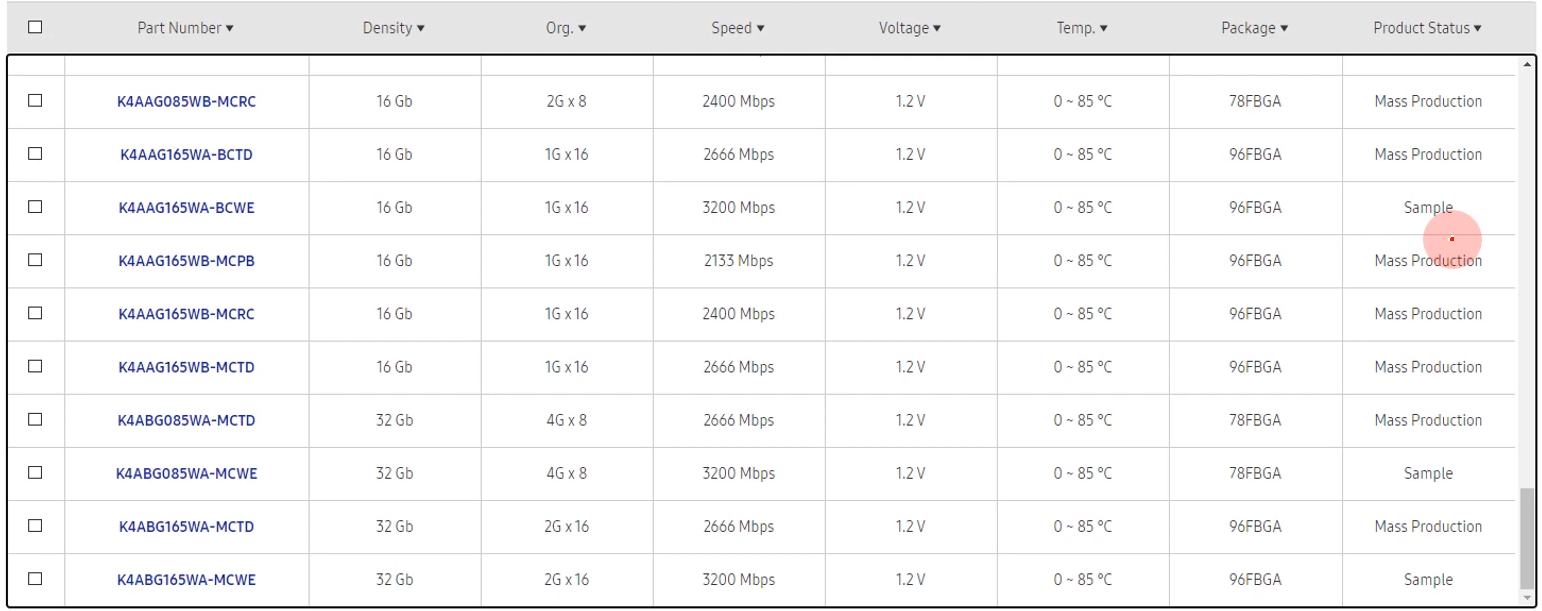 Part Number ▼ Density ▼ Org. ▼ Speed ▼ Voltage ▼ Temp. ▼ Package ▼ Product Status ▼
K4AAG085WB-MCRC 16 Gb 2G x 8 2400 Mbps 1.2 V 0 ~ 85 °C 78FBGA Mass Production
K4AAG165WA-BCTD 16 Gb 1G x 16 2666 Mbps 1.2 V 0 ~ 85 °C 96FBGA Mass Production
K4AAG165WA-BCWE 16 Gb 1G x 16 3200 Mbps 1.2 V 0 ~ 85 °C 96FBGA Sample
K4AAG165WB-MCPB 16 Gb 1G x 16 2133 Mbps 1.2 V 0 ~ 85 °C 96FBGA Mass Production
K4AAG165WB-MCRC 16 Gb 1G x 16 2400 Mbps 1.2 V 0 ~ 85 °C 96FBGA Mass Production
K4AAG165WB-MCTD 16 Gb 1G x 16 2666 Mbps 1.2 V 0 ~ 85 °C 96FBGA Mass Production
K4ABG085WA-MCTD 32 Gb 4G x 8 2666 Mbps 1.2 V 0 ~ 85 °C 78FBGA Mass Production
K4ABG085WA-MCWE 32 Gb 4G x 8 3200 Mbps 1.2 V 0 ~ 85 °C 78FBGA Sample
K4ABG165WA-MCTD 32 Gb 2G x 16 2666 Mbps 1.2 V 0 ~ 85 °C 96FBGA Mass Production
K4ABG165WA-MCWE 32 Gb 2G x 16 3200 Mbps 1.2 V 0 ~ 85 °C 96FBGA Sample